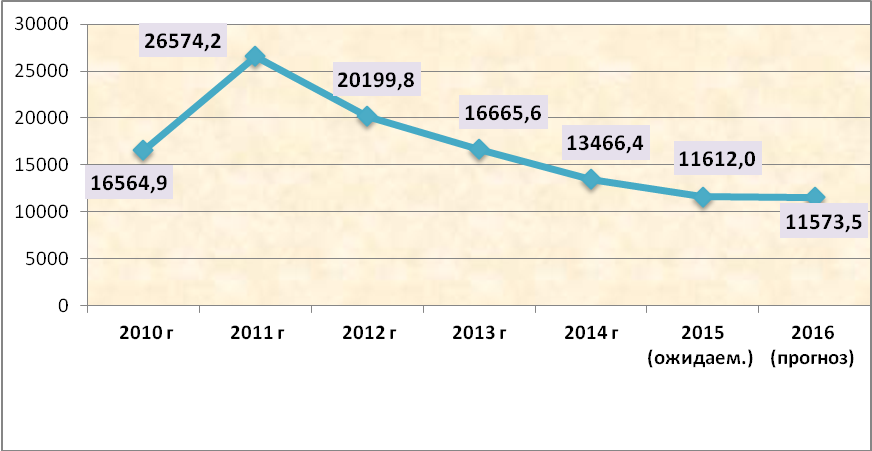 30000
25000
20000
15000
10000
5000
0
16564,9
26574,2
20199,8
16665,6
13466,4
11612,0
11573,5
2010 г
2011 г
2012 г
2013 г
2014 г
2015
(ожидаем.)
2016
(прогноз)